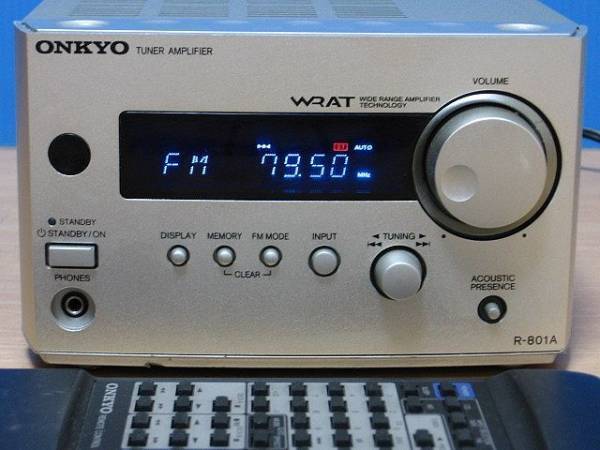 ONKYO TUNER AMPLIFIER
VOLUME
WRAT WIDE RANGE AMPLIFIER
TECHNOLOGY
AUTO
FM 79.50 MHz
STANDBY
STANDBY/ON
DISPLAY MEMORY FM MODE INPUT TUNING
CLEAR
PHONES
ACOUSTIC
PRESENCE
R-801A
ONKYO